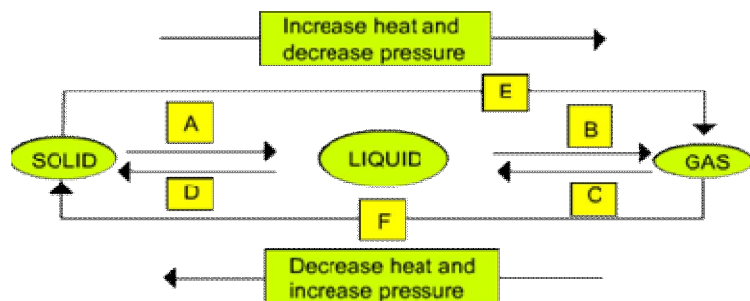 Increase heat and
decrease pressure
E
A
B
SOLID
LIQUID
GAS
D
C
F
Decrease heat and
increase pressure